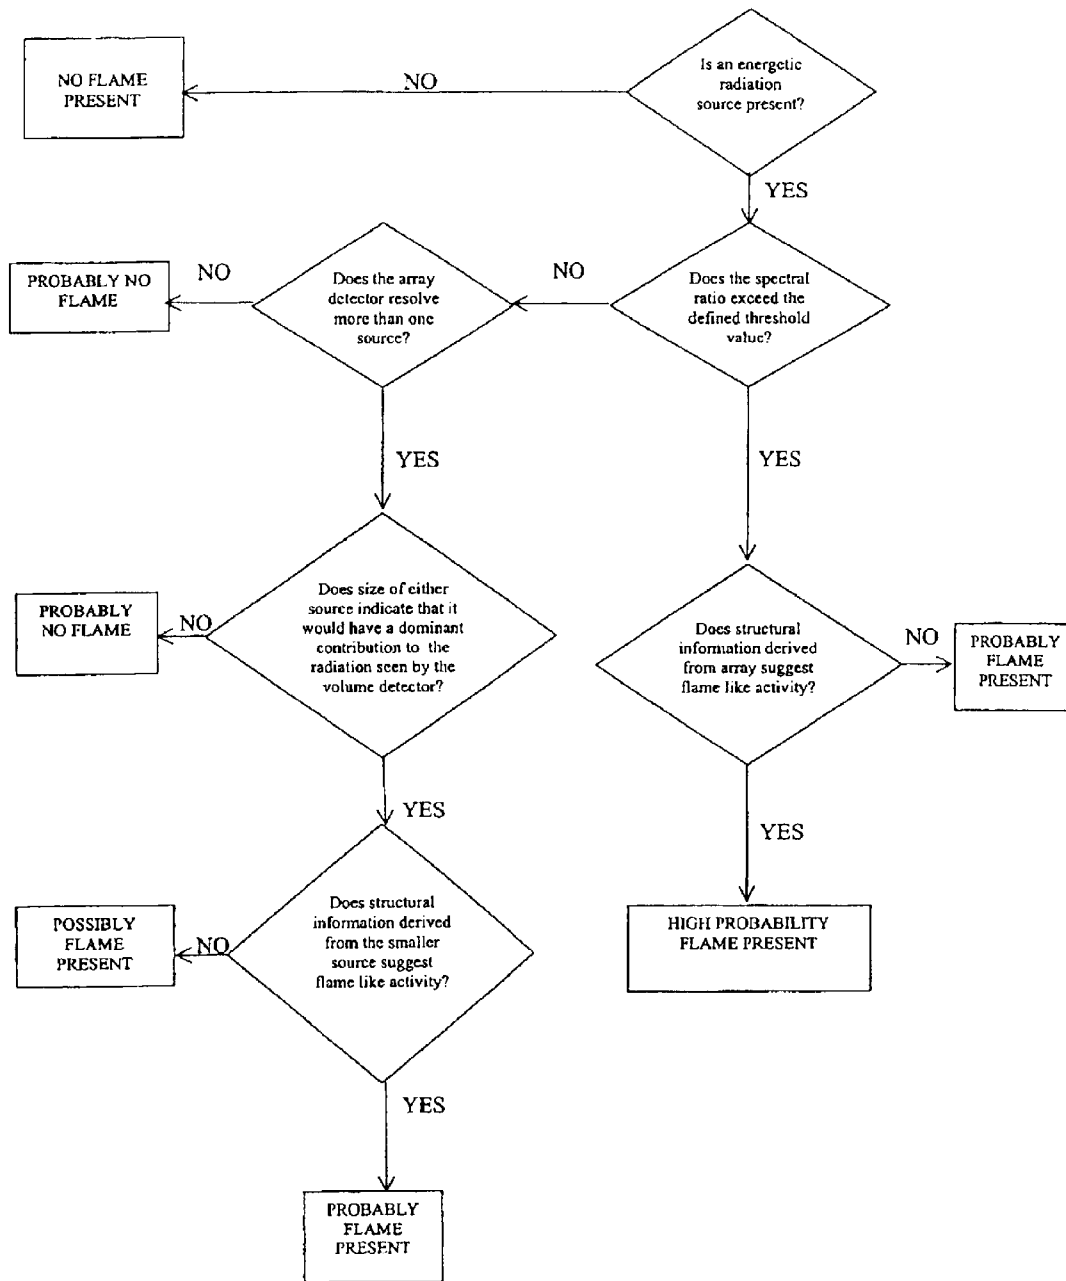 Is an energetic
radiation
source present?
NO
NO FLAME
PRESENT
YES
Does the spectral
ratio exceed the
defined threshold
value?
NO
Does the array
detector resolve
more than one
source?
NO
PROBABLY NO
FLAME
YES
YES
Does size of either
source indicate that it
would have a dominant
contribution to the
radiation seen by the
volume detector?
NO
PROBABLY
NO FLAME
Does structural
information derived
from array suggest
flame like activity?
NO
PROBABLY
FLAME
PRESENT
YES
YES
Does structural
information derived
from the smaller
source suggest
flame like activity?
NO
POSSIBLY
FLAME
PRESENT
HIGH PROBABILITY
FLAME PRESENT
YES
PROBABLY
FLAME
PRESENT